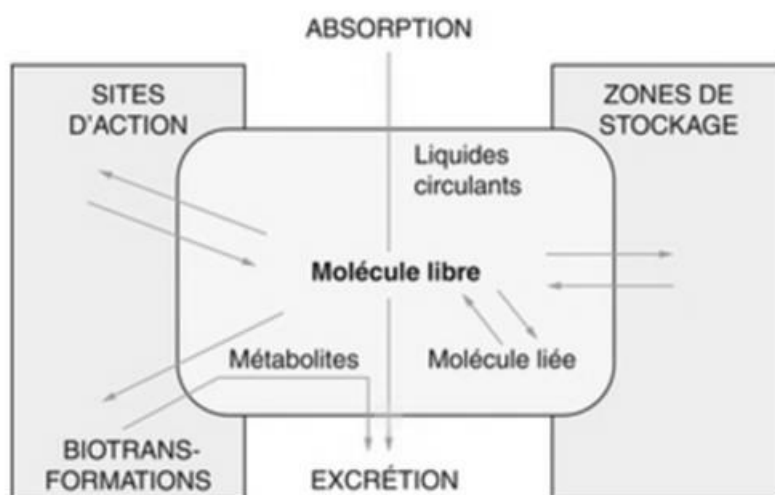 ABSORPTION
SITES
D'ACTION
ZONES DE
STOCKAGE
Liquides
circulants
Molécule libre
Métabolites
Molécule liée
BIOTRANS-
FORMATIONS
EXCRÉTION